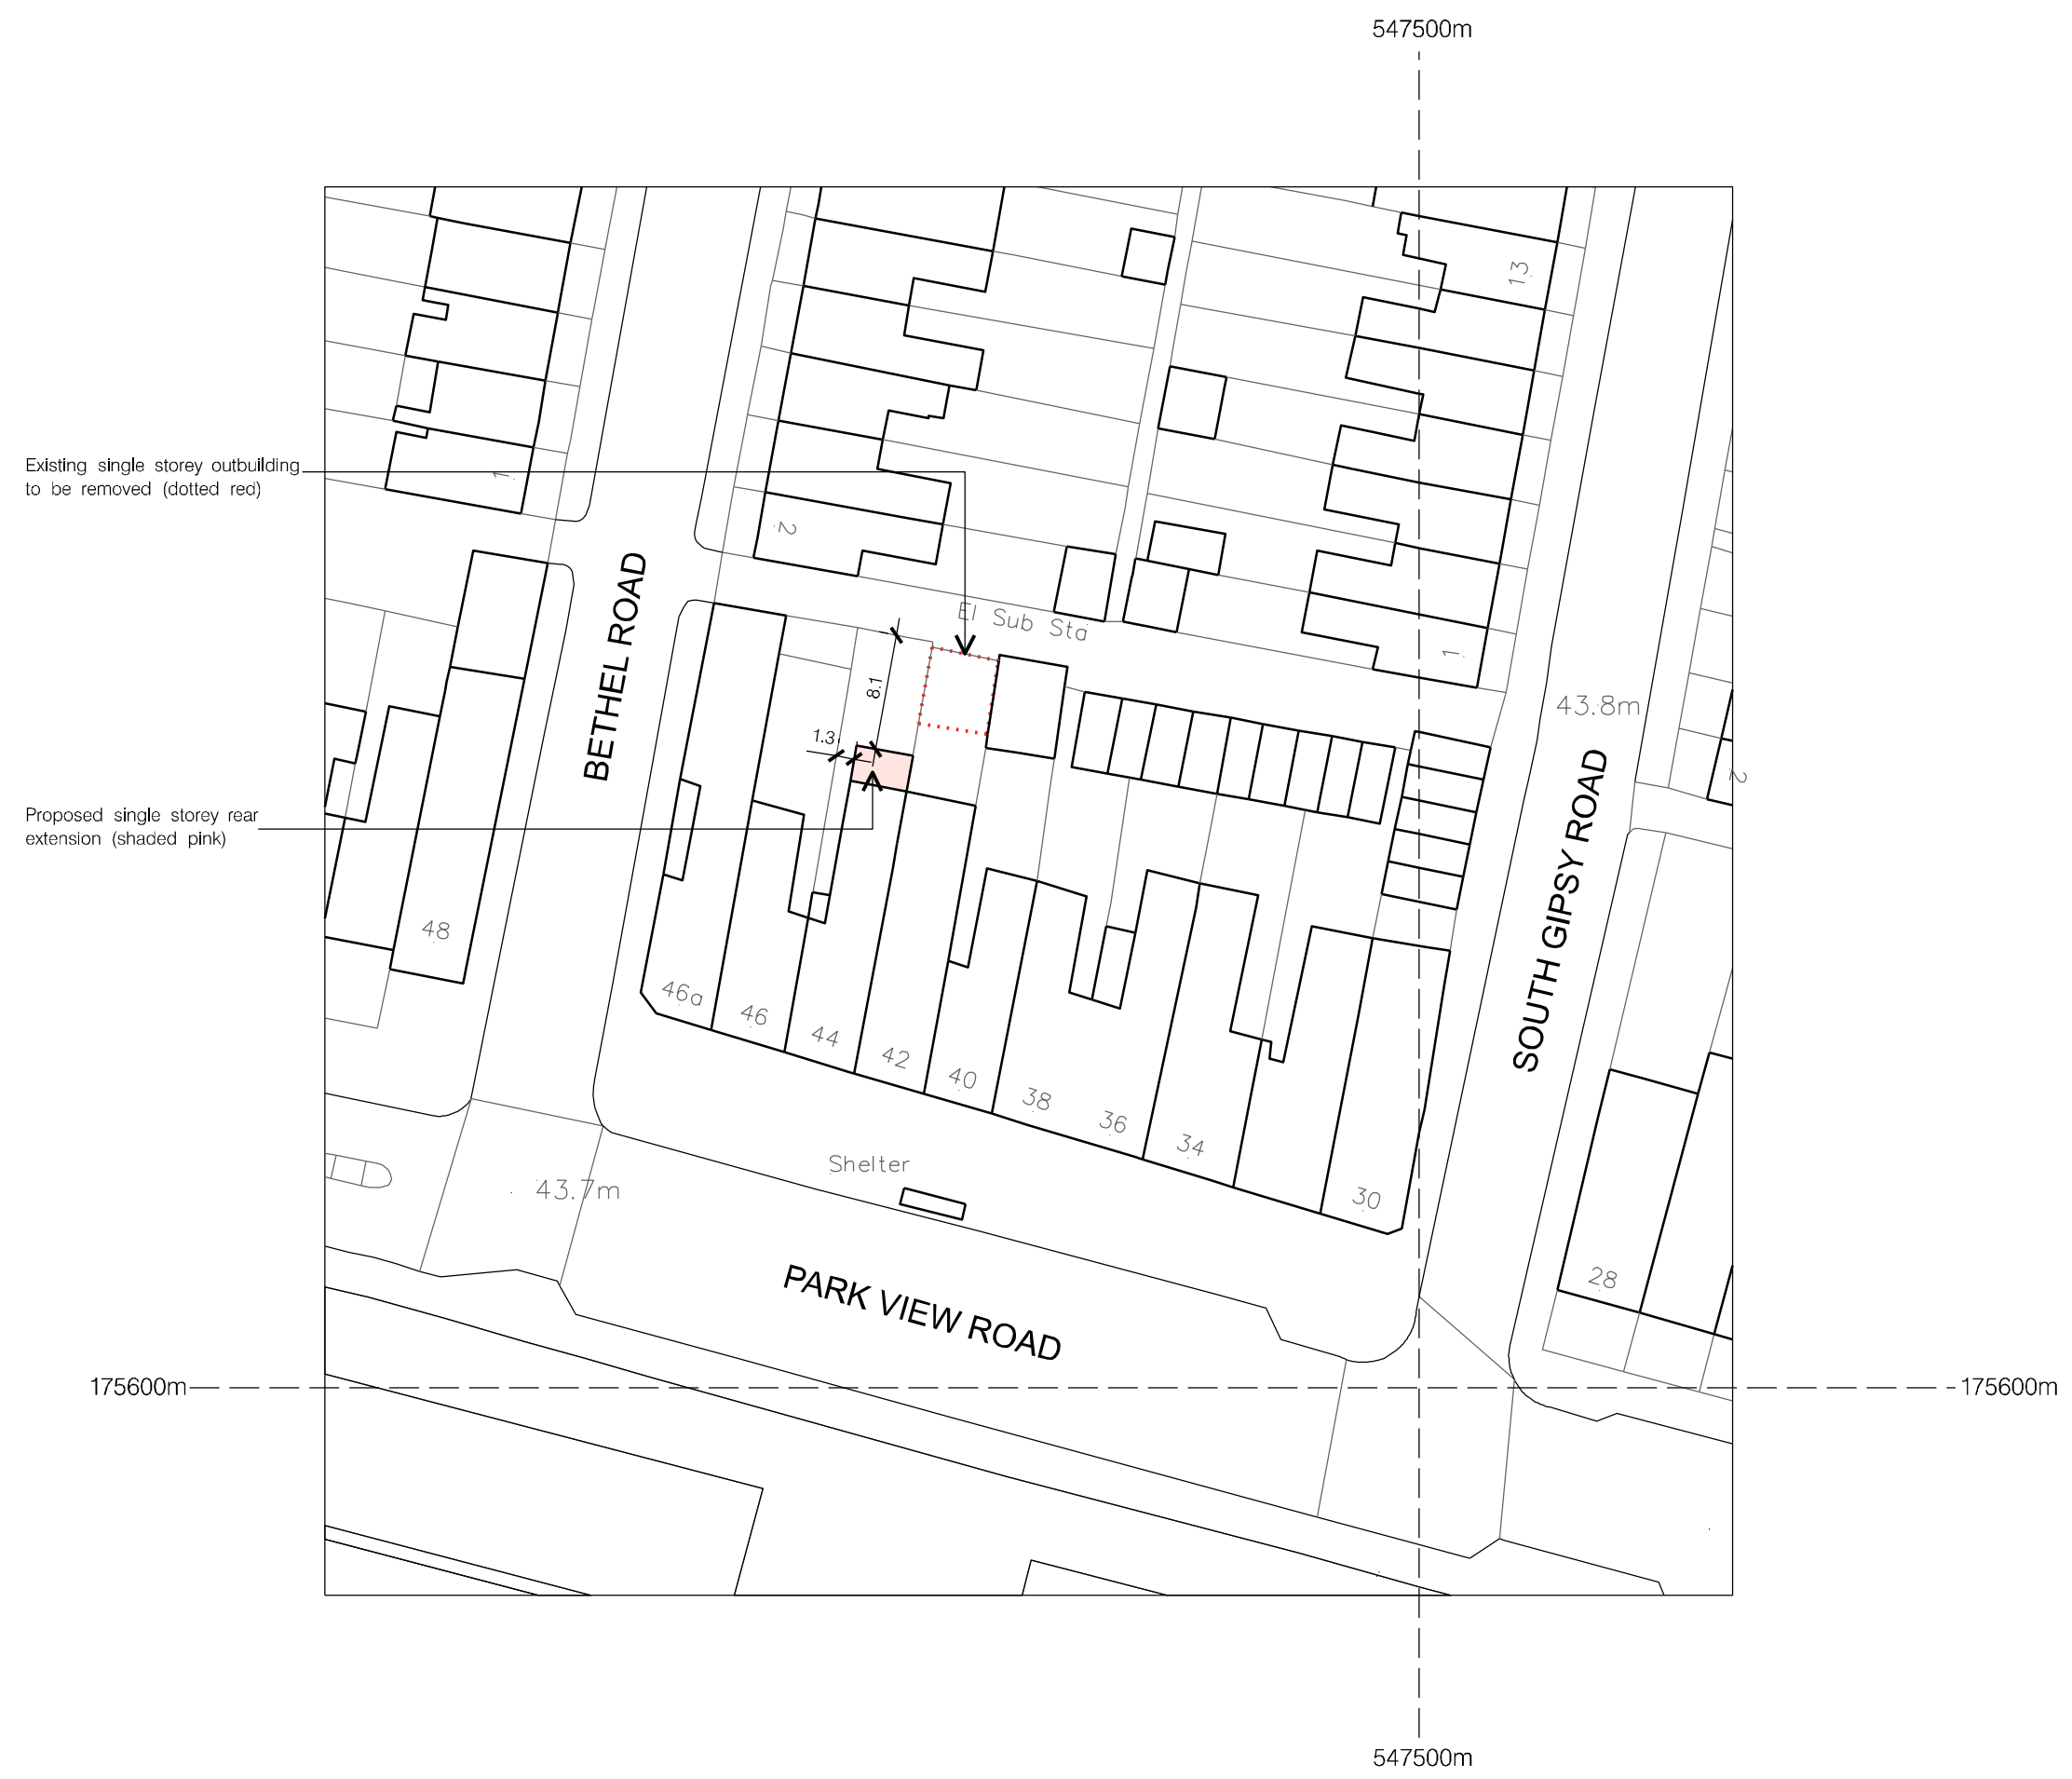 547500m
13
Existing single storey outbuilding
to be removed (dotted red)
1
2
El Sub Sta
BETHEL ROAD
1
8.1
43.8m
1.3
2
Proposed single storey rear
extension (shaded pink)
SOUTH GIPSY ROAD
48
46a
46
44
42
40
38
36
34
30
Shelter
43.7m
28
PARK VIEW ROAD
175600m
175600m
547500m